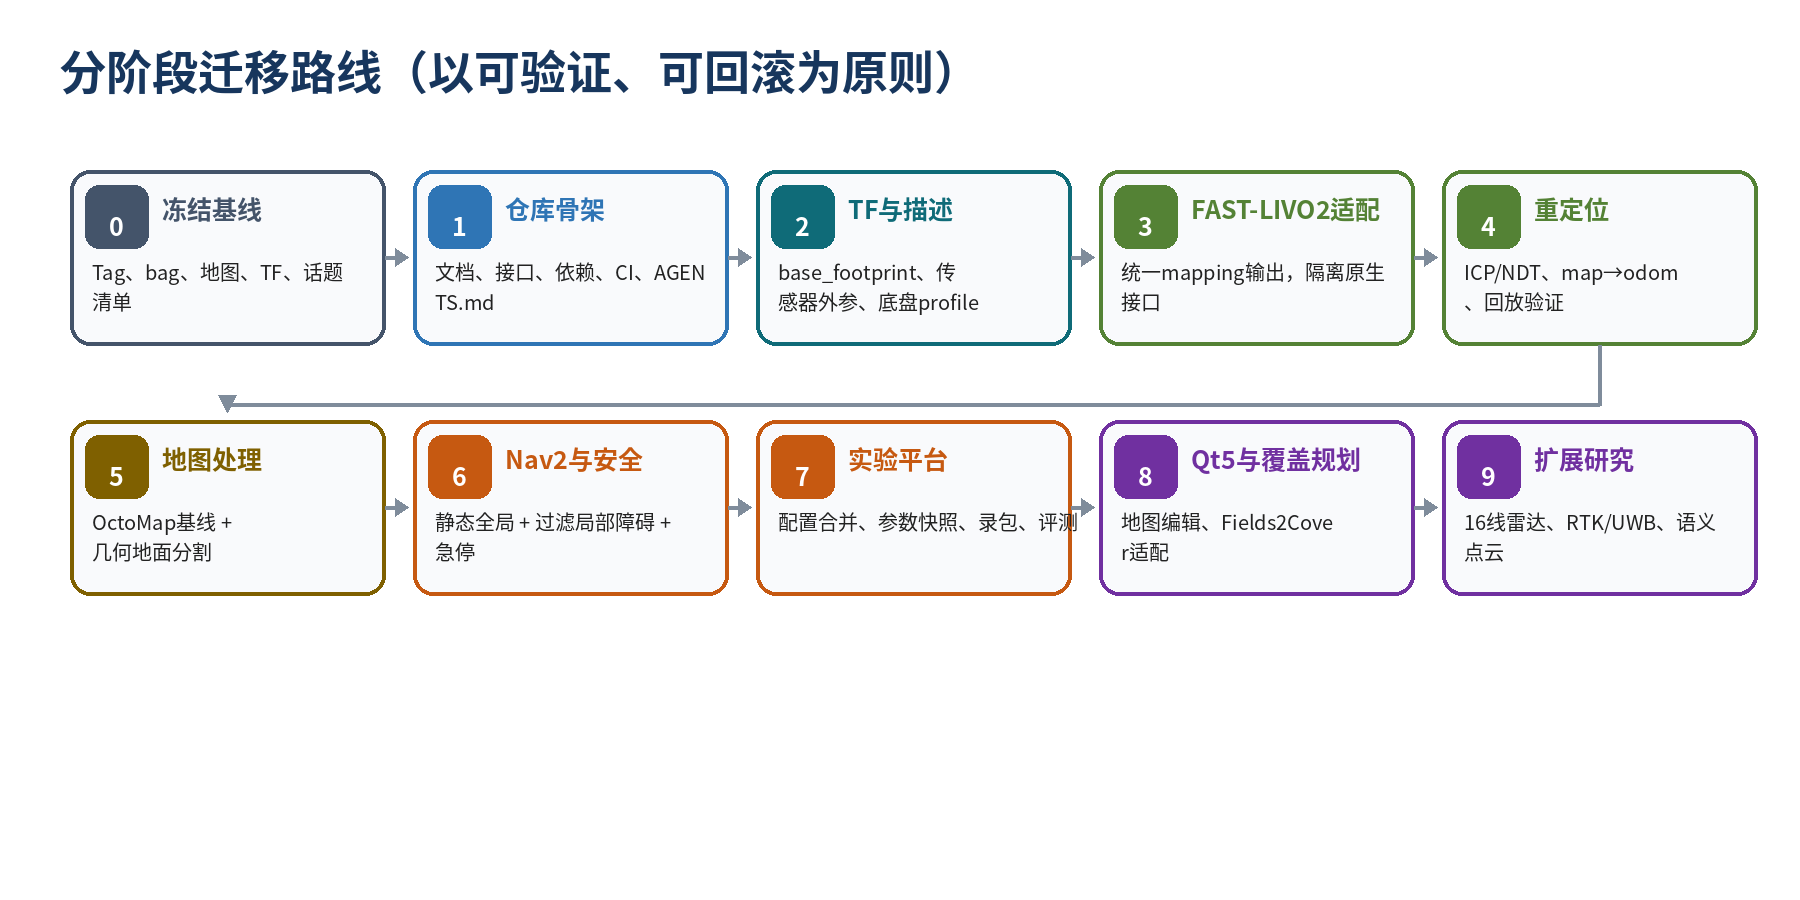 分阶段迁移路线（以可验证、可回滚为原则）
0
冻结基线
Tag、bag、地图、TF、话题
清单
1
仓库骨架
文档、接口、依赖、CI、AGEN
TS.md
2
TF与描述
base_footprint、传
感器外参、底盘profile
3
FAST-LIVO2适配
统一mapping输出，隔离原生
接口
4
重定位
ICP/NDT、map→odom
、回放验证
5
地图处理
OctoMap基线 +
几何地面分割
6
Nav2与安全
静态全局 + 过滤局部障碍 +
急停
7
实验平台
配置合并、参数快照、录包、评测
8
Qt5与覆盖规划
地图编辑、Fields2Cove
r适配
9
扩展研究
16线雷达、RTK/UWB、语义
点云